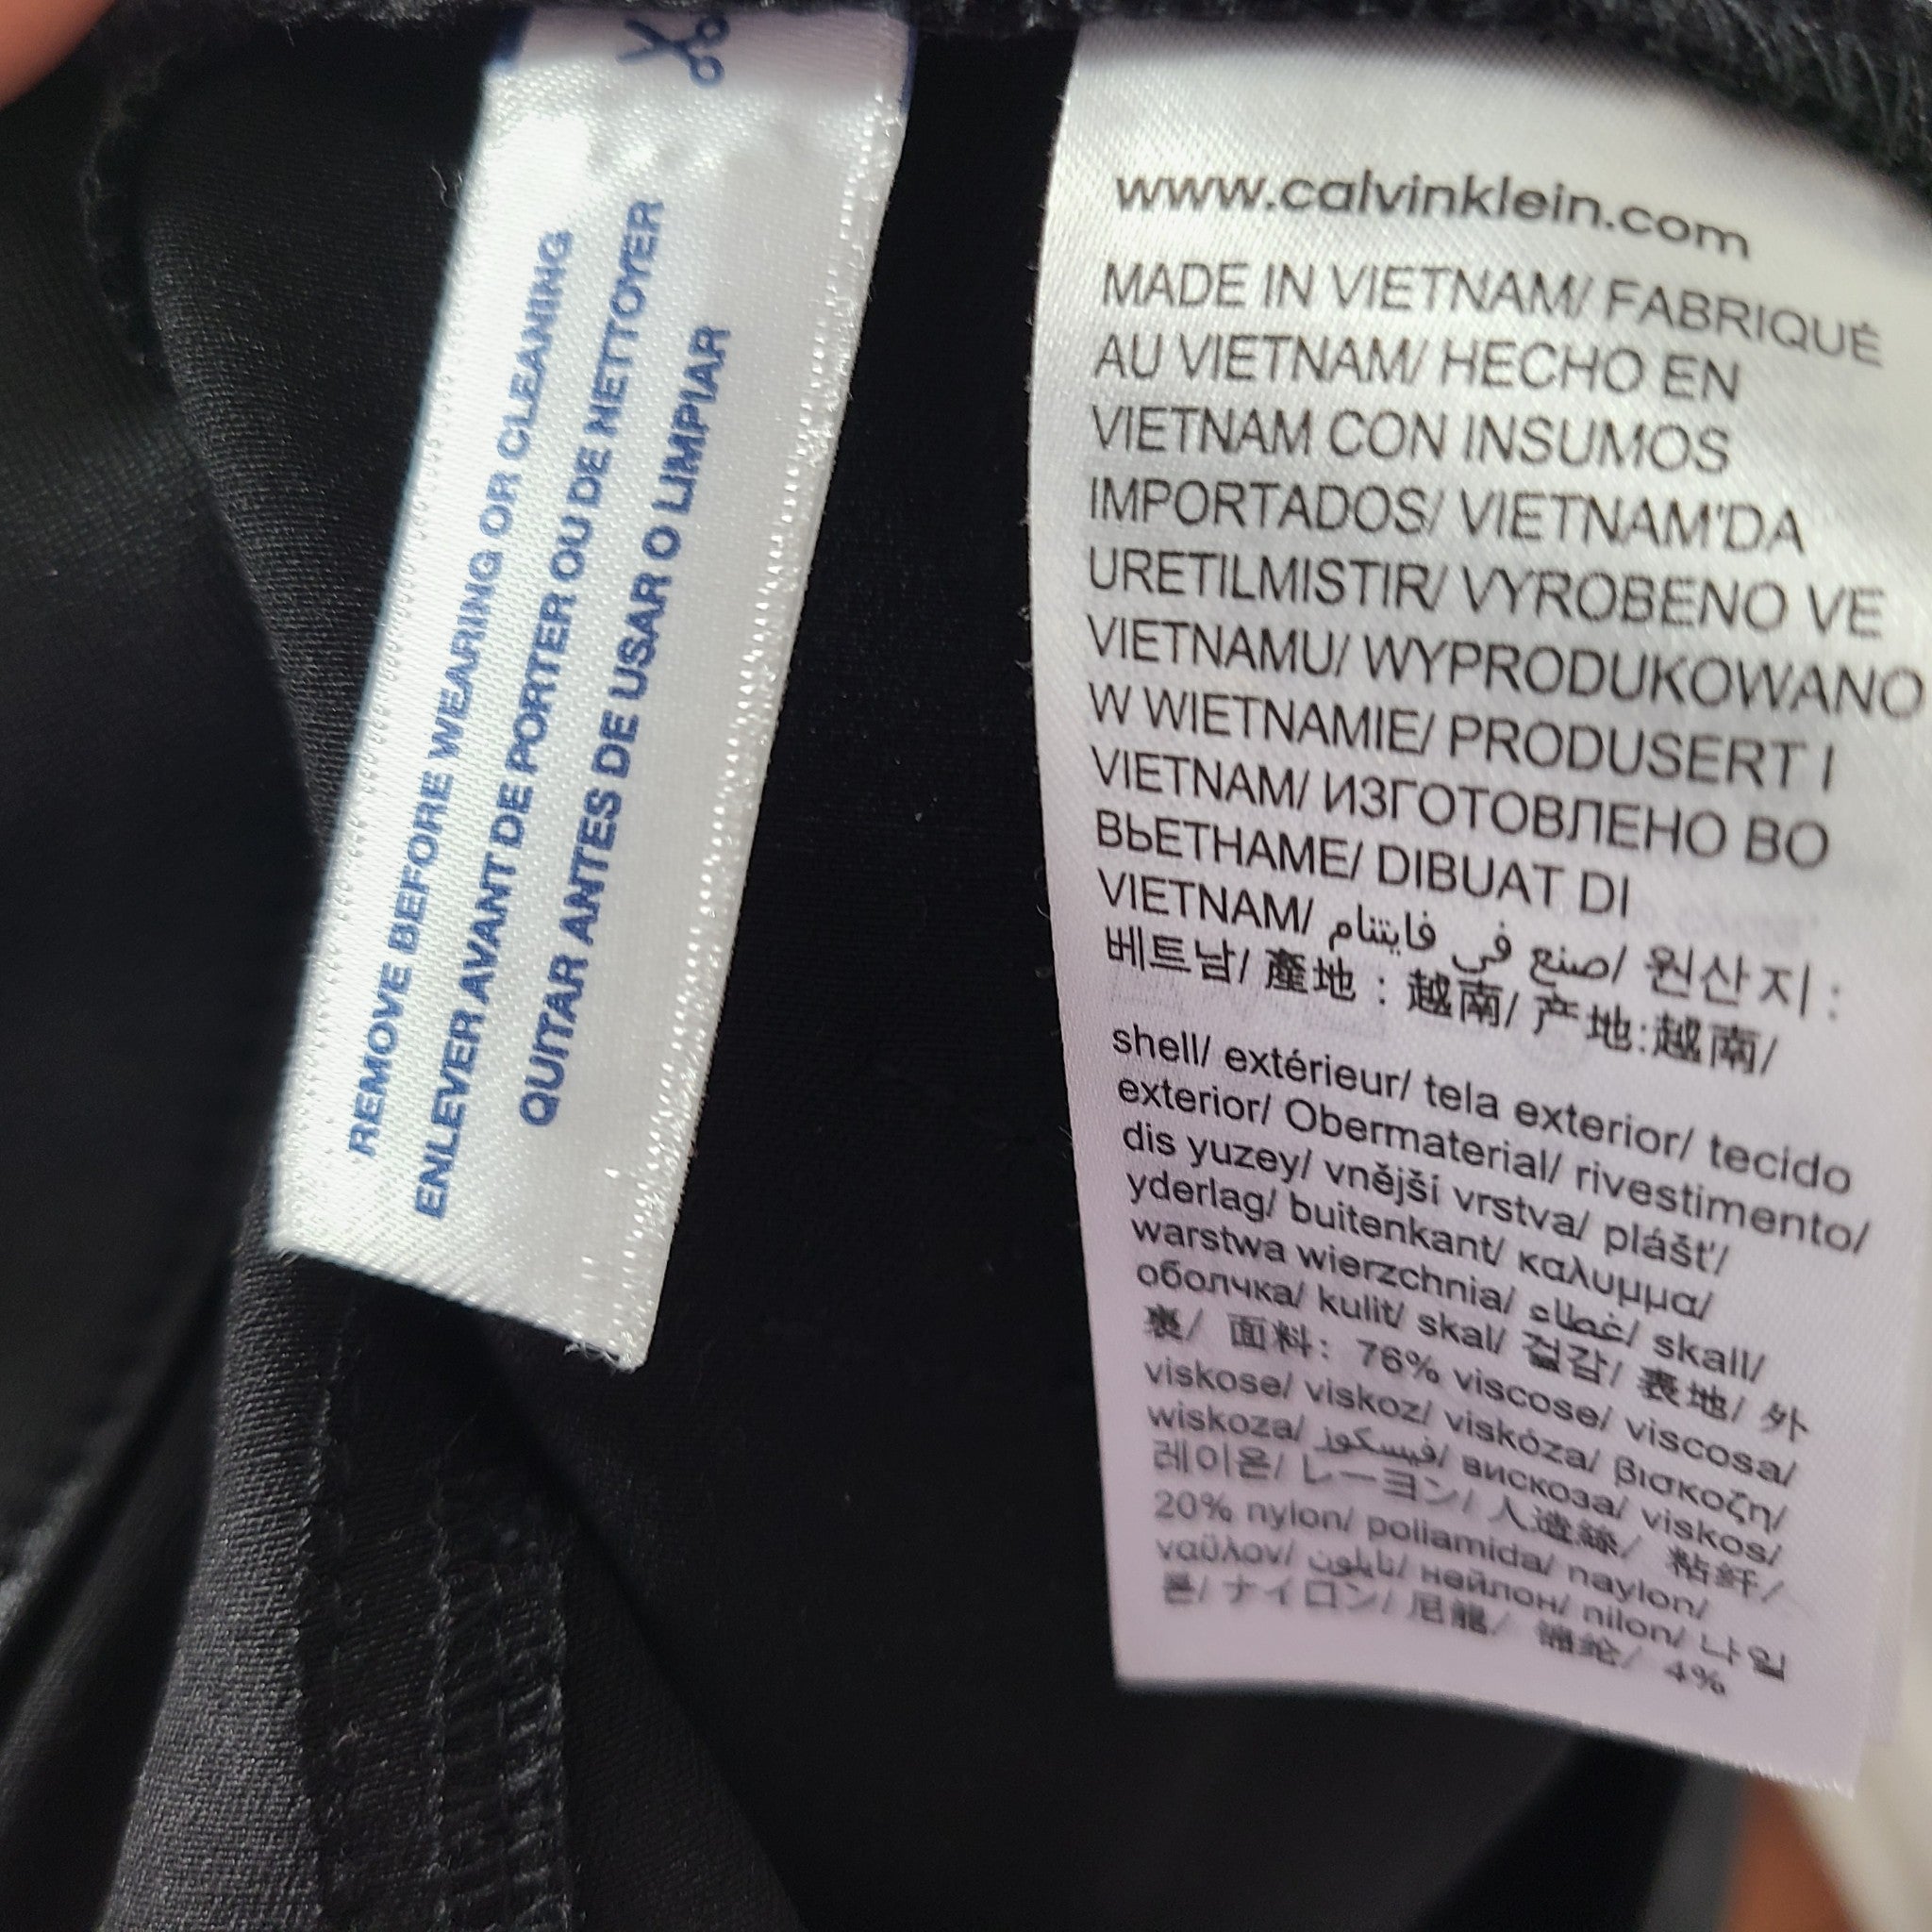 REMOVE BEFORE WEARING OR CLEANING
ENLEVER AVANT DE PORTER OU DE NETTOYER
QUITAR ANTES DE USAR O LIMPIAR
www.calvinklein.com
MADE IN VIETNAM/ FABRIQUÉ
AU VIETNAM/ HECHO EN
VIETNAM CON INSUMOS
IMPORTADOS/ VIETNAM'DA
URETILMISTIR/ VYROBENO VE
VIETNAMU/ WYPRODUKOWANO
W WIETNAMIE/ PRODUSERT I
VIETNAM/ ИЗГОТОВЛЕНО ВО
ВЬЕТНАМЕ/ DIBUAT DI
VIETNAM/ صنع في فايتنام/ 원산지 :
베트남/ 產地 : 越南/ 产地:越南/
shell/ extérieur/ tela exterior/ tecido
exterior/ Obermaterial/ rivestimento/
dis yuzey/ vnější vrstva/ plášť/
yderlag/ buitenkant/ καλυμμα/
warstwa wierzchnia/ غطاء/ skall/
оболчка/ kulit/ skal/ 겉감/ 表地/ 外
裹/ 面料: 76% viscose/ viscosa/
viskose/ viskoz/ viskóza/ βισκοζη/
wiskoza/ فيسكوز/ вискоза/ viskos/
레이온/ レーヨン/ 人造絲/ 粘纤/
20% nylon/ poliamida/ naylon/
ναϋλον/ نايلون/ нейлон/ nilon/ 나일
론/ ナイロン/ 尼龍/ 锦纶/ 4%